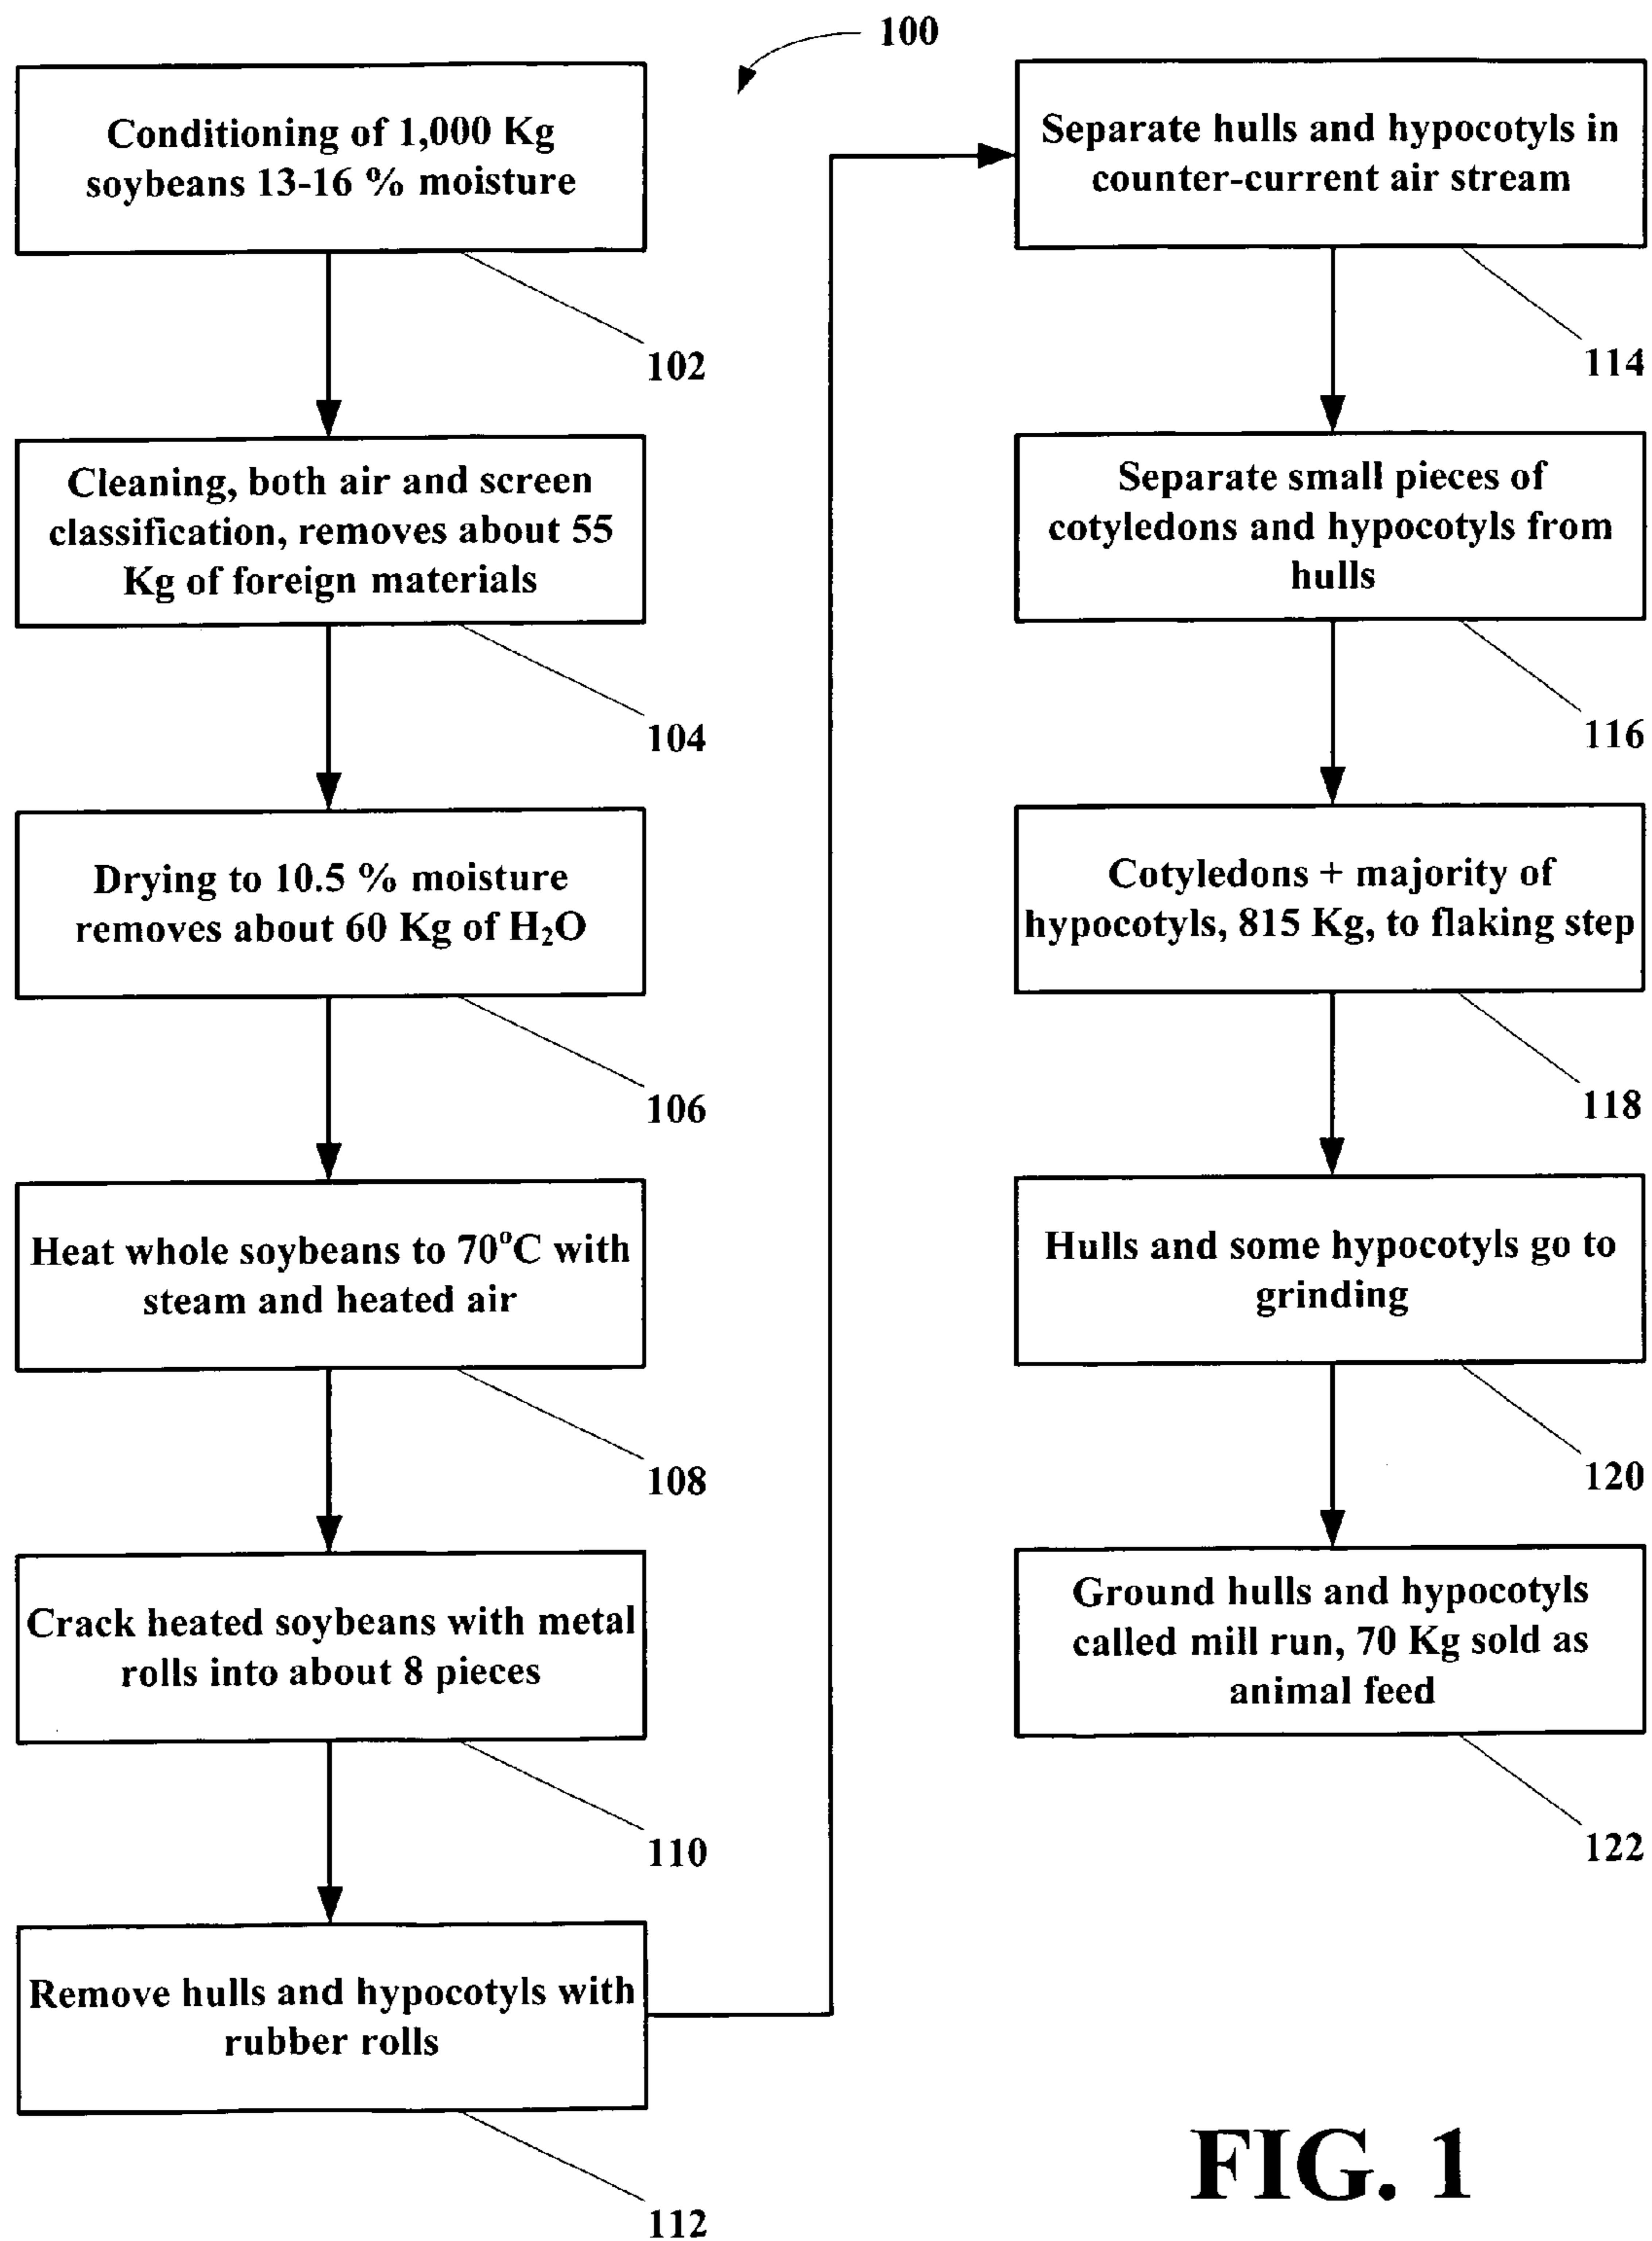 100
Conditioning of 1,000 Kg
soybeans 13-16 % moisture
102
Cleaning, both air and screen
classification, removes about 55
Kg of foreign materials
104
Drying to 10.5 % moisture
removes about 60 Kg of H₂O
106
Heat whole soybeans to 70°C with
steam and heated air
108
Crack heated soybeans with metal
rolls into about 8 pieces
110
Remove hulls and hypocotyls with
rubber rolls
112
Separate hulls and hypocotyls in
counter-current air stream
114
Separate small pieces of
cotyledons and hypocotyls from
hulls
116
Cotyledons + majority of
hypocotyls, 815 Kg, to flaking step
118
Hulls and some hypocotyls go to
grinding
120
Ground hulls and hypocotyls
called mill run, 70 Kg sold as
animal feed
122
FIG. 1